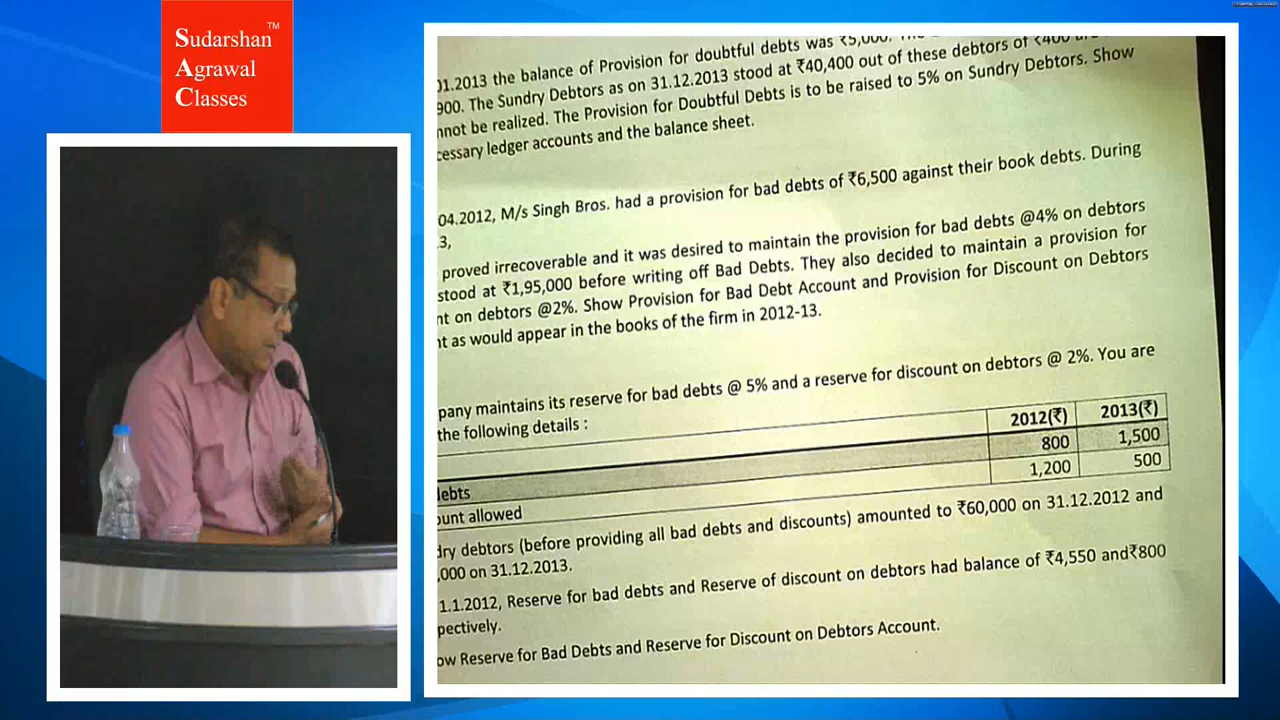 Sudarshan™
Agrawal
Classes
01.2013 the balance of Provision for doubtful debts was ₹5,000.
900. The Sundry Debtors as on 31.12.2013 stood at ₹40,400 out of these debtors of ₹400
nnot be realized. The Provision for Doubtful Debts is to be raised to 5% on Sundry Debtors. Show
cessary ledger accounts and the balance sheet.
04.2012, M/s Singh Bros. had a provision for bad debts of ₹6,500 against their book debts. During
.3,
proved irrecoverable and it was desired to maintain the provision for bad debts @4% on debtors
stood at ₹1,95,000 before writing off Bad Debts. They also decided to maintain a provision for
nt on debtors @2%. Show Provision for Bad Debt Account and Provision for Discount on Debtors
nt as would appear in the books of the firm in 2012-13.
pany maintains its reserve for bad debts @ 5% and a reserve for discount on debtors @ 2%. You are
the following details :
2012(₹) 2013(₹)
debts 800 1,500
ount allowed 1,200 500
dry debtors (before providing all bad debts and discounts) amounted to ₹60,000 on 31.12.2012 and
,000 on 31.12.2013.
1.1.2012, Reserve for bad debts and Reserve of discount on debtors had balance of ₹4,550 and₹800
pectively.
ow Reserve for Bad Debts and Reserve for Discount on Debtors Account.